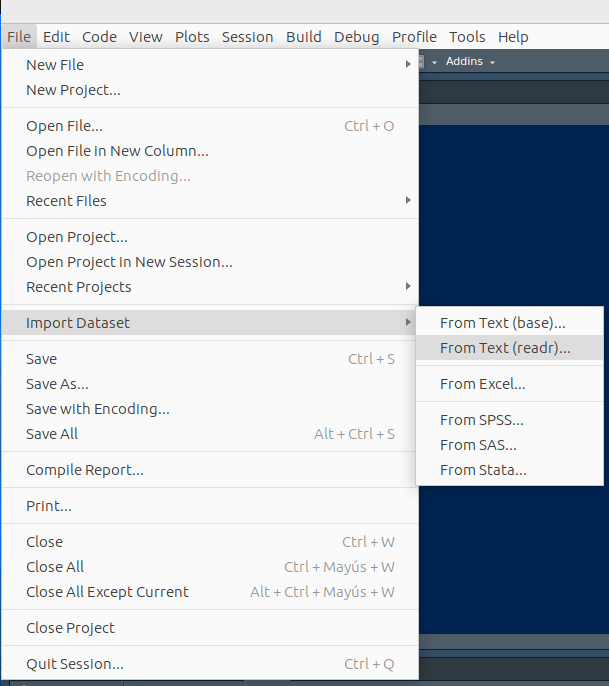 File Edit Code View Plots Session Build Debug Profile Tools Help
Addins
New File
New Project...
Open File... Ctrl + O
Open File in New Column...
Reopen with Encoding...
Recent Files
Open Project...
Open Project in New Session...
Recent Projects
Import Dataset
From Text (base)...
From Text (readr)...
From Excel...
From SPSS...
From SAS...
From Stata...
Save Ctrl + S
Save As...
Save with Encoding...
Save All Alt + Ctrl + S
Compile Report...
Print...
Close Ctrl + W
Close All Ctrl + Mayús + W
Close All Except Current Alt + Ctrl + Mayús + W
Close Project
Quit Session... Ctrl + Q